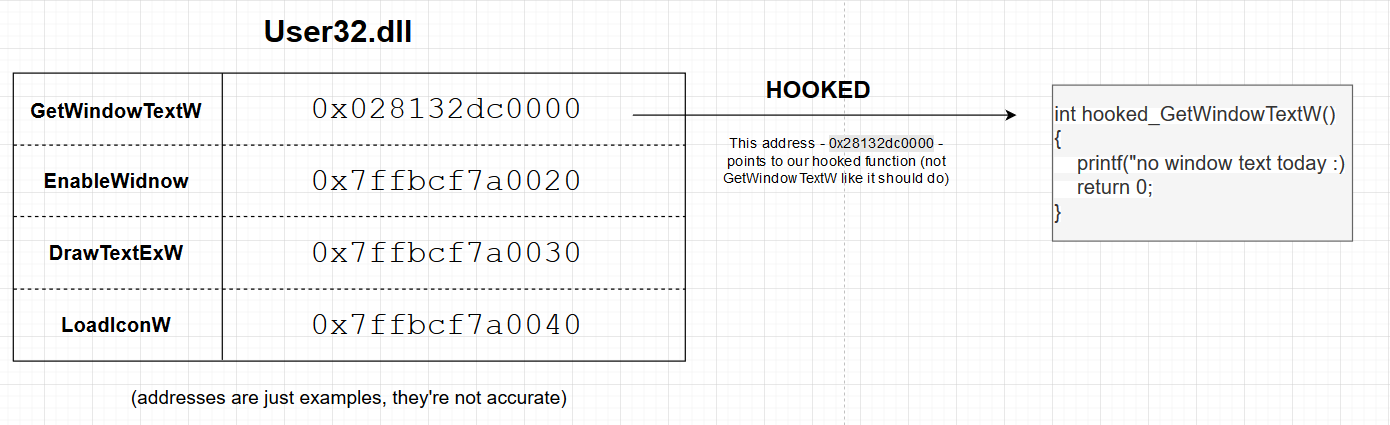 User32.dll
GetWindowTextW 0x028132dc0000
EnableWidnow 0x7ffbcf7a0020
DrawTextExW 0x7ffbcf7a0030
LoadIconW 0x7ffbcf7a0040
(addresses are just examples, they're not accurate)
HOOKED
This address - 0x28132dc0000 -
points to our hooked function (not
GetWindowTextW like it should do)
int hooked_GetWindowTextW()
{
printf("no window text today :)
return 0;
}